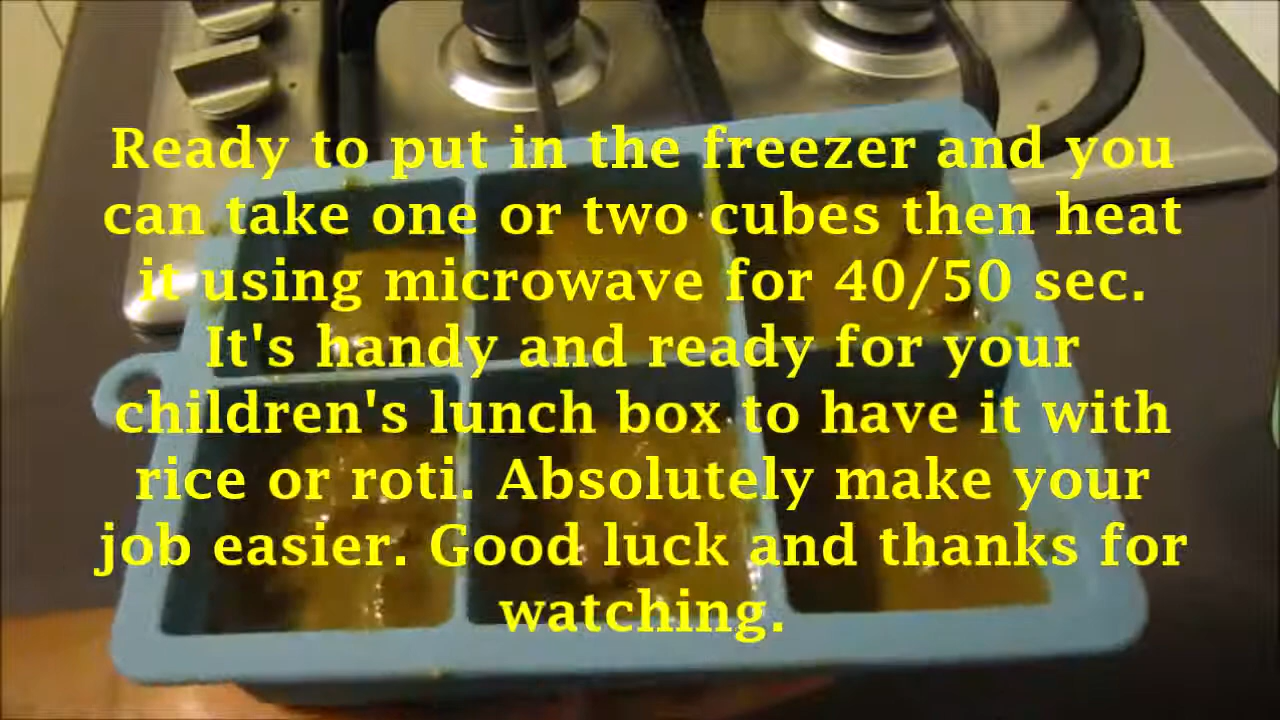 Ready to put in the freezer and you
can take one or two cubes then heat
it using microwave for 40/50 sec.
It's handy and ready for your
children's lunch box to have it with
rice or roti. Absolutely make your
job easier. Good luck and thanks for
watching.